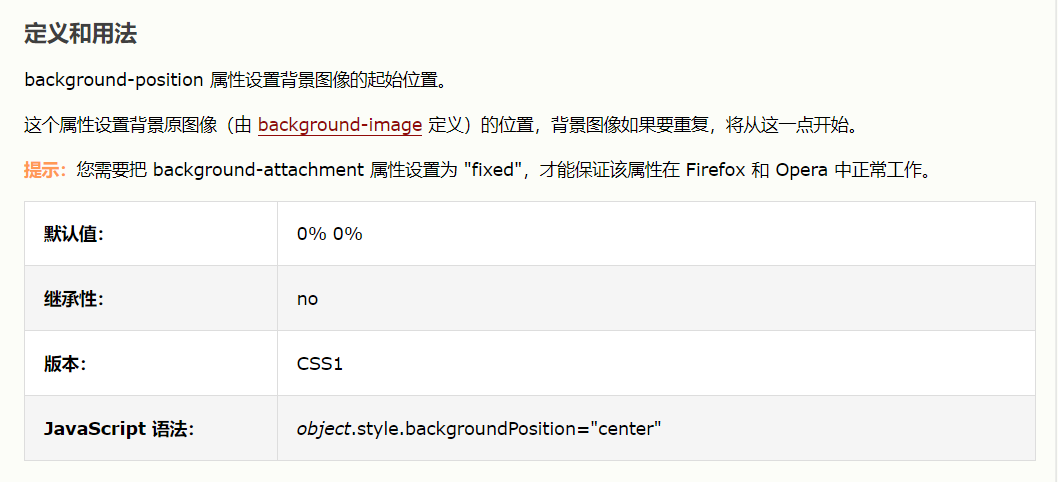 定义和用法
background-position 属性设置背景图像的起始位置。
这个属性设置背景原图像（由 background-image 定义）的位置，背景图像如果要重复，将从这一点开始。
提示：您需要把 background-attachment 属性设置为 "fixed"，才能保证该属性在 Firefox 和 Opera 中正常工作。
默认值： 0% 0%
继承性： no
版本： CSS1
JavaScript 语法： object.style.backgroundPosition="center"